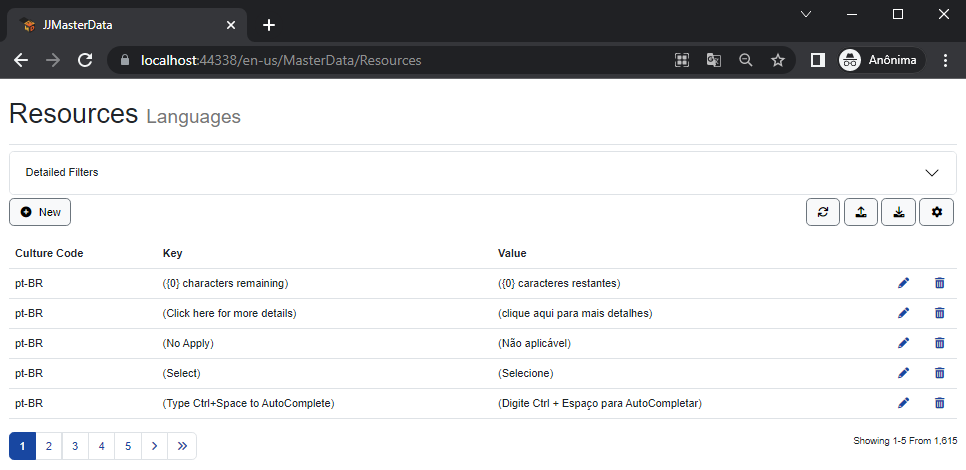 JJMasterData
localhost:44338/en-us/MasterData/Resources
Anônima
Resources Languages
Detailed Filters
New
Culture Code Key Value
pt-BR ({0} characters remaining) ({0} caracteres restantes)
pt-BR (Click here for more details) (clique aqui para mais detalhes)
pt-BR (No Apply) (Não aplicável)
pt-BR (Select) (Selecione)
pt-BR (Type Ctrl+Space to AutoComplete) (Digite Ctrl + Espaço para AutoCompletar)
1 2 3 4 5 Showing 1-5 From 1,615